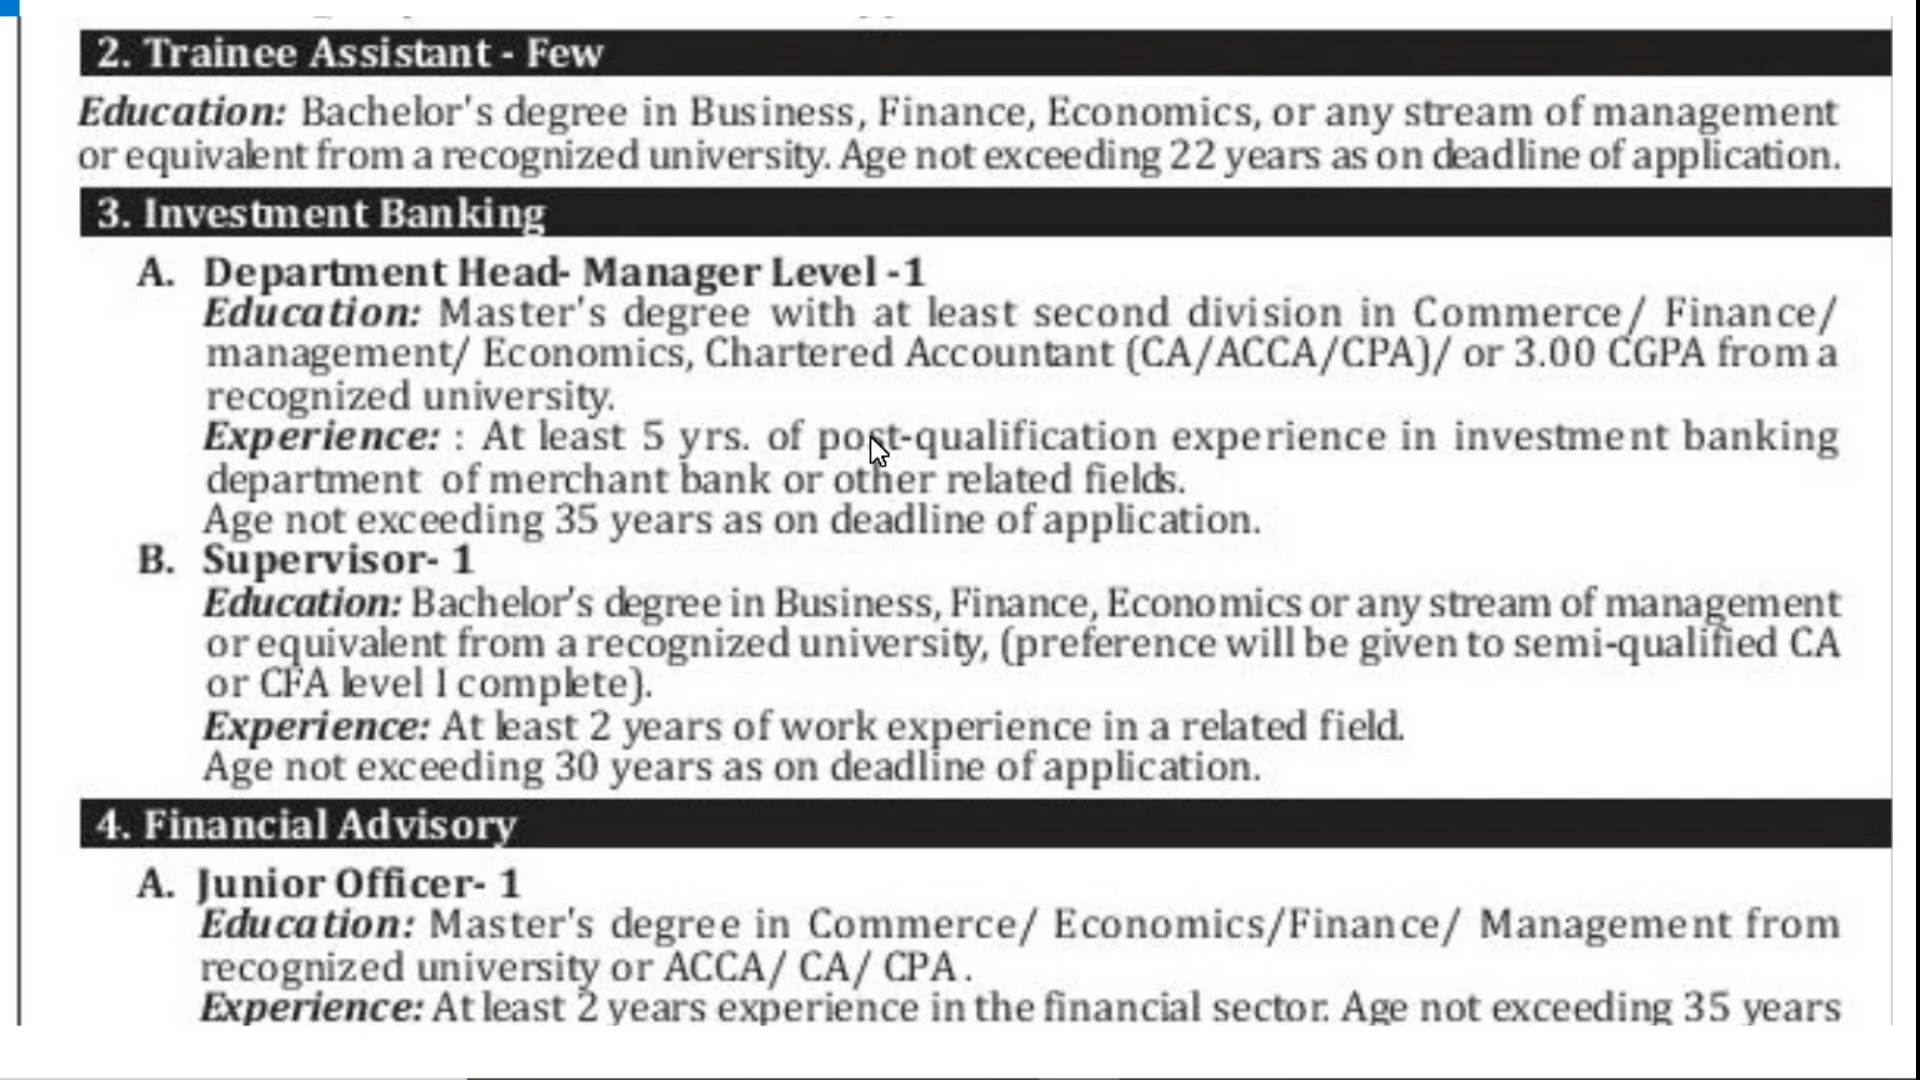 2. Trainee Assistant - Few
Education: Bachelor's degree in Business, Finance, Economics, or any stream of management
or equivalent from a recognized university. Age not exceeding 22 years as on deadline of application.
3. Investment Banking
A. Department Head- Manager Level -1
Education: Master's degree with at least second division in Commerce/ Finance/
management/ Economics, Chartered Accountant (CA/ACCA/CPA)/ or 3.00 CGPA from a
recognized university.
Experience: : At least 5 yrs. of post-qualification experience in investment banking
department of merchant bank or other related fields.
Age not exceeding 35 years as on deadline of application.
B. Supervisor- 1
Education: Bachelor's degree in Business, Finance, Economics or any stream of management
or equivalent from a recognized university, (preference will be given to semi-qualified CA
or CFA level I complete).
Experience: At least 2 years of work experience in a related field.
Age not exceeding 30 years as on deadline of application.
4. Financial Advisory
A. Junior Officer- 1
Education: Master's degree in Commerce/ Economics/Finance/ Management from
recognized university or ACCA/ CA/ CPA.
Experience: At least 2 years experience in the financial sector. Age not exceeding 35 years